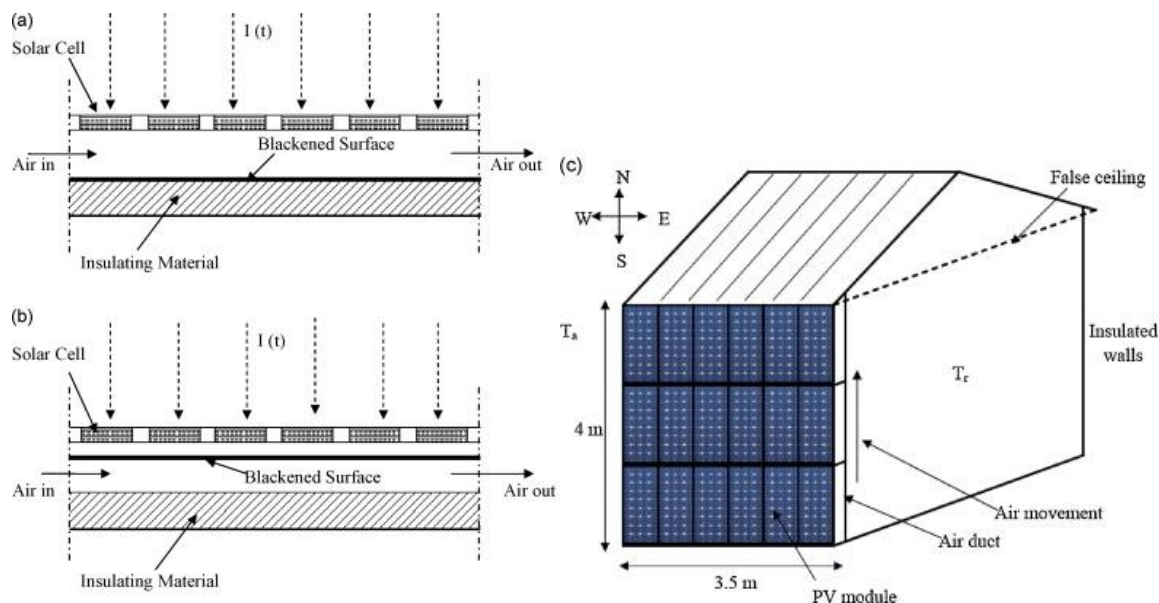 (a)
I (t)
Solar Cell
Blackened Surface
Air in
Air out
Insulating Material
(b)
I (t)
Solar Cell
Blackened Surface
Air in
Air out
Insulating Material
(c)
N
W
E
S
False ceiling
Ta
Insulated
walls
Tr
4 m
Air movement
Air duct
3.5 m
PV module